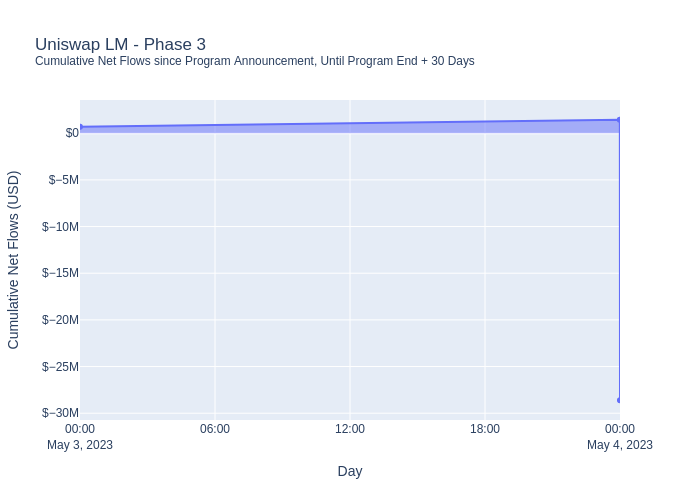 Uniswap LM - Phase 3
Cumulative Net Flows since Program Announcement, Until Program End + 30 Days
Cumulative Net Flows (USD)
$0
$−5M
$−10M
$−15M
$−20M
$−25M
$−30M
00:00
May 3, 2023
06:00
12:00
18:00
00:00
May 4, 2023
Day